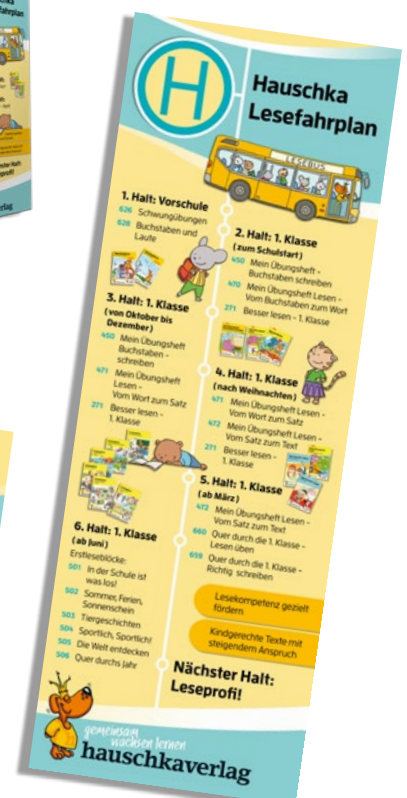 H
Hauschka
Lesefahrplan
LESEBUS
1. Halt: Vorschule
626 Schwungübungen
628 Buchstaben und
Laute
2. Halt: 1. Klasse
(zum Schulstart)
450 Mein Übungsheft -
Buchstaben schreiben
470 Mein Übungsheft Lesen -
Vom Buchstaben zum Wort
271 Besser lesen - 1. Klasse
3. Halt: 1. Klasse
(von Oktober bis
Dezember)
450 Mein Übungsheft
Buchstaben -
schreiben
471 Mein Übungsheft
Lesen -
Vom Wort zum Satz
271 Besser lesen -
1. Klasse
4. Halt: 1. Klasse
(nach Weihnachten)
471 Mein Übungsheft Lesen -
Vom Wort zum Satz
472 Mein Übungsheft Lesen -
Vom Satz zum Text
271 Besser lesen -
1. Klasse
5. Halt: 1. Klasse
(ab März)
472 Mein Übungsheft Lesen -
Vom Satz zum Text
660 Quer durch die 1. Klasse -
Lesen üben
659 Quer durch die 1. Klasse -
Richtig schreiben
6. Halt: 1. Klasse
(ab Juni)
Erstleseblöcke:
501 In der Schule ist
was los!
502 Sommer, Ferien,
Sonnenschein
503 Tiergeschichten
504 Sportlich, Sportlich!
505 Die Welt entdecken
506 Quer durchs Jahr
Lesekompetenz gezielt
fördern
Kindgerechte Texte mit
steigendem Anspruch
Nächster Halt:
Leseprofi!
gemeinsam
wachsen lernen
hauschkaverlag